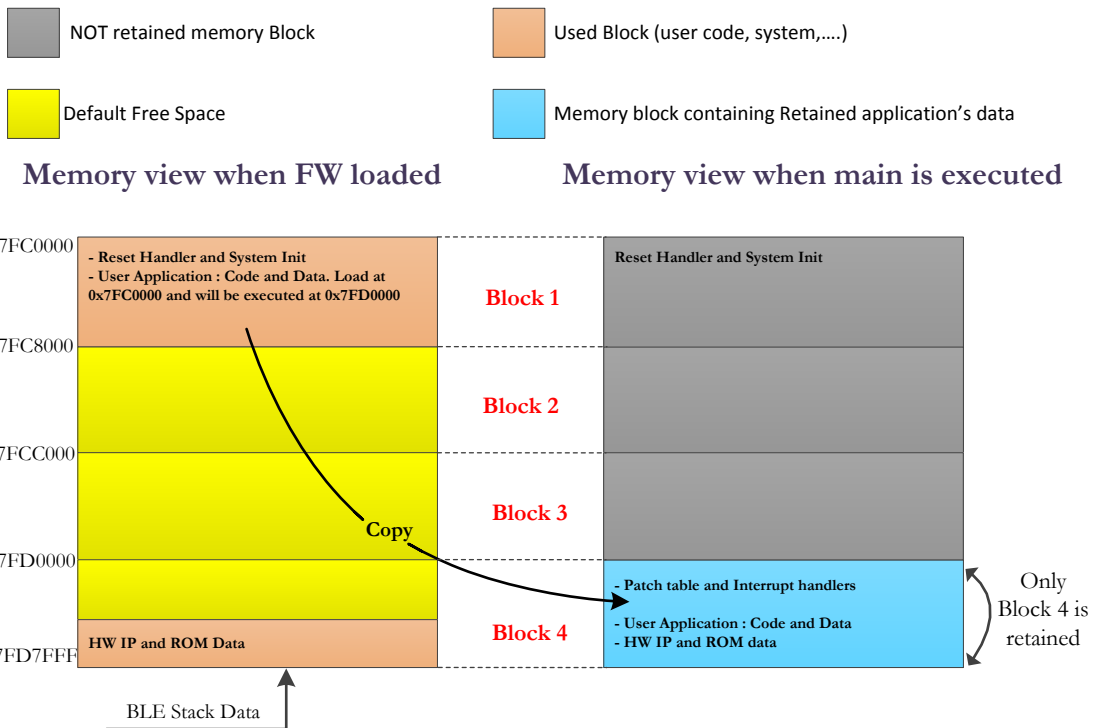 NOT retained memory Block
Used Block (user code, system,....)
Default Free Space
Memory block containing Retained application's data
Memory view when FW loaded
Memory view when main is executed
7FC0000
- Reset Handler and System Init
- User Application : Code and Data. Load at
0x7FC0000 and will be executed at 0x7FD0000
Reset Handler and System Init
Block 1
7FC8000
Block 2
7FCC000
Block 3
Copy
7FD0000
- Patch table and Interrupt handlers
- User Application : Code and Data
- HW IP and ROM data
Only
Block 4 is
retained
Block 4
HW IP and ROM Data
7FD7FFF
BLE Stack Data